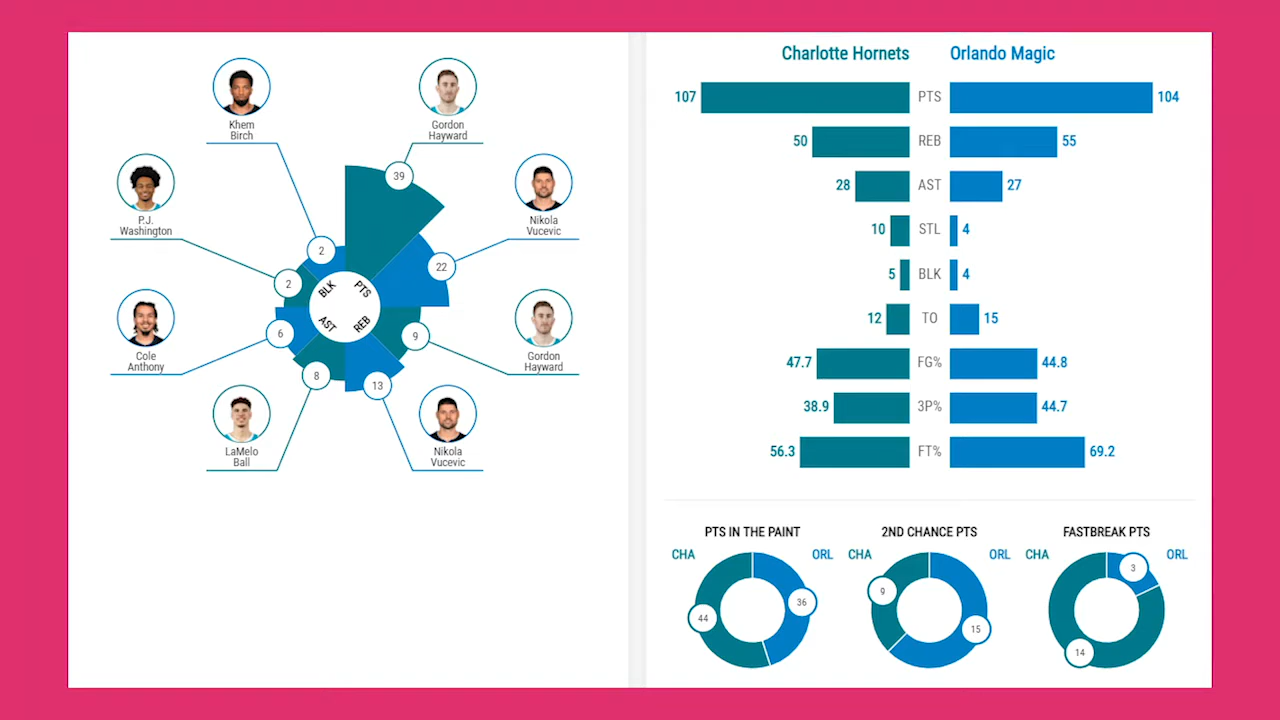 Khem
Birch
Gordon
Hayward
P.J.
Washington
Nikola
Vucevic
39
2
22
2
BLK
PTS
AST
REB
6
9
8
13
Cole
Anthony
Gordon
Hayward
LaMelo
Ball
Nikola
Vucevic
Charlotte Hornets Orlando Magic
107 PTS 104
50 REB 55
28 AST 27
10 STL 4
5 BLK 4
12 TO 15
47.7 FG% 44.8
38.9 3P% 44.7
56.3 FT% 69.2
PTS IN THE PAINT
CHA ORL
44 36
2ND CHANCE PTS
CHA ORL
9 15
FASTBREAK PTS
CHA ORL
3
14